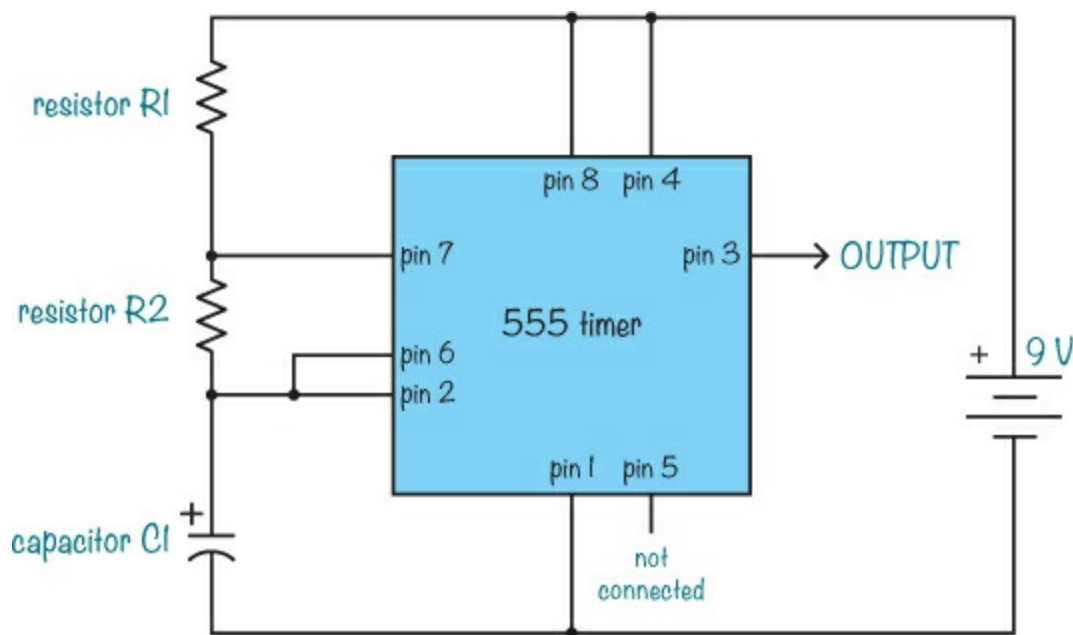 resistor R1
pin 8 pin 4
pin 7
pin 3
OUTPUT
resistor R2
555 timer
pin 6
pin 2
+ 9 V
pin 1 pin 5
+
capacitor C1
not
connected